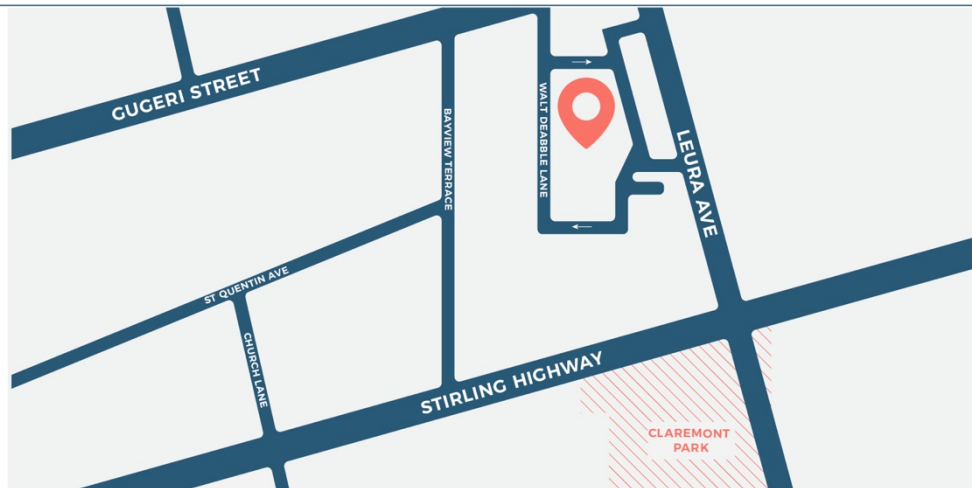 GUGERI STREET
BAYVIEW TERRACE
WALT DEABBLE LANE
LEURA AVE
ST QUENTIN AVE
CHURCH LANE
STIRLING HIGHWAY
CLAREMONT
PARK